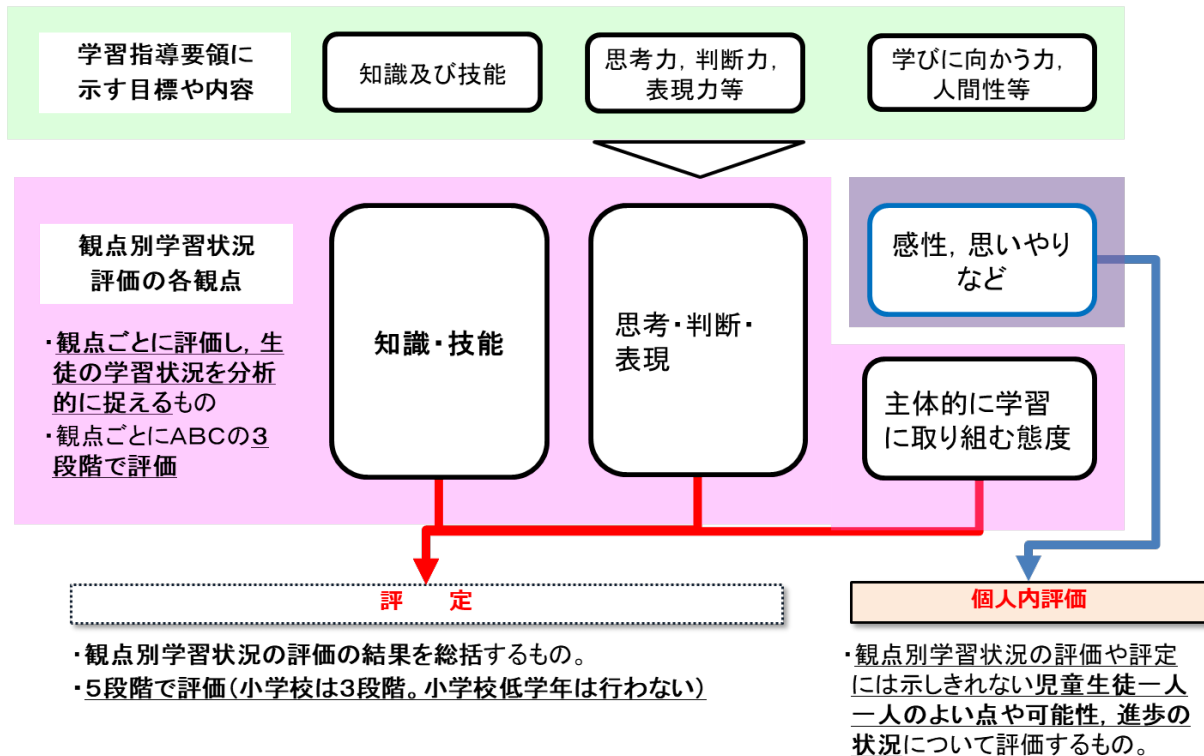 学習指導要領に
示す目標や内容
知識及び技能
思考力，判断力，
表現力等
学びに向かう力，
人間性等
観点別学習状況
評価の各観点
・観点ごとに評価し，生
徒の学習状況を分析
的に捉えるもの
・観点ごとにＡＢＣの３
段階で評価
知識・技能
思考・判断・
表現
感性，思いやり
など
主体的に学習
に取り組む態度
評　定
・観点別学習状況の評価の結果を総括するもの。
・５段階で評価（小学校は３段階。小学校低学年は行わない）
個人内評価
・観点別学習状況の評価や評定
には示しきれない児童生徒一人
一人のよい点や可能性，進歩の
状況について評価するもの。